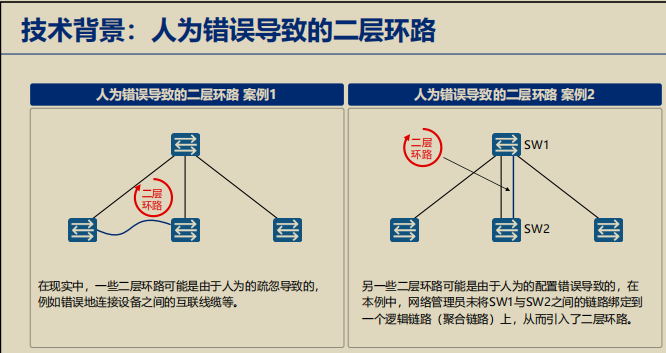 技术背景：人为错误导致的二层环路
人为错误导致的二层环路 案例1
二层
环路
在现实中，一些二层环路可能是由于人为的疏忽导致的，
例如错误地连接设备之间的互联线缆等。
人为错误导致的二层环路 案例2
二层
环路
SW1
SW2
另一些二层环路可能是由于人为的配置错误导致的，在
本例中，网络管理员未将SW1与SW2之间的链路绑定到
一个逻辑链路（聚合链路）上，从而引入了二层环路。